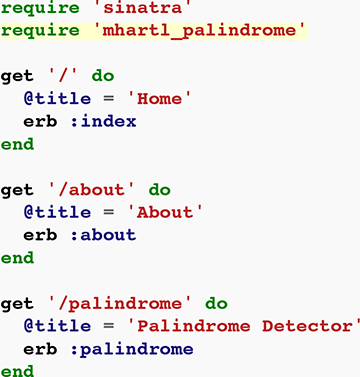 require 'sinatra'
require 'mhartl_palindrome'
get '/' do
@title = 'Home'
erb :index
end
get '/about' do
@title = 'About'
erb :about
end
get '/palindrome' do
@title = 'Palindrome Detector'
erb :palindrome
end